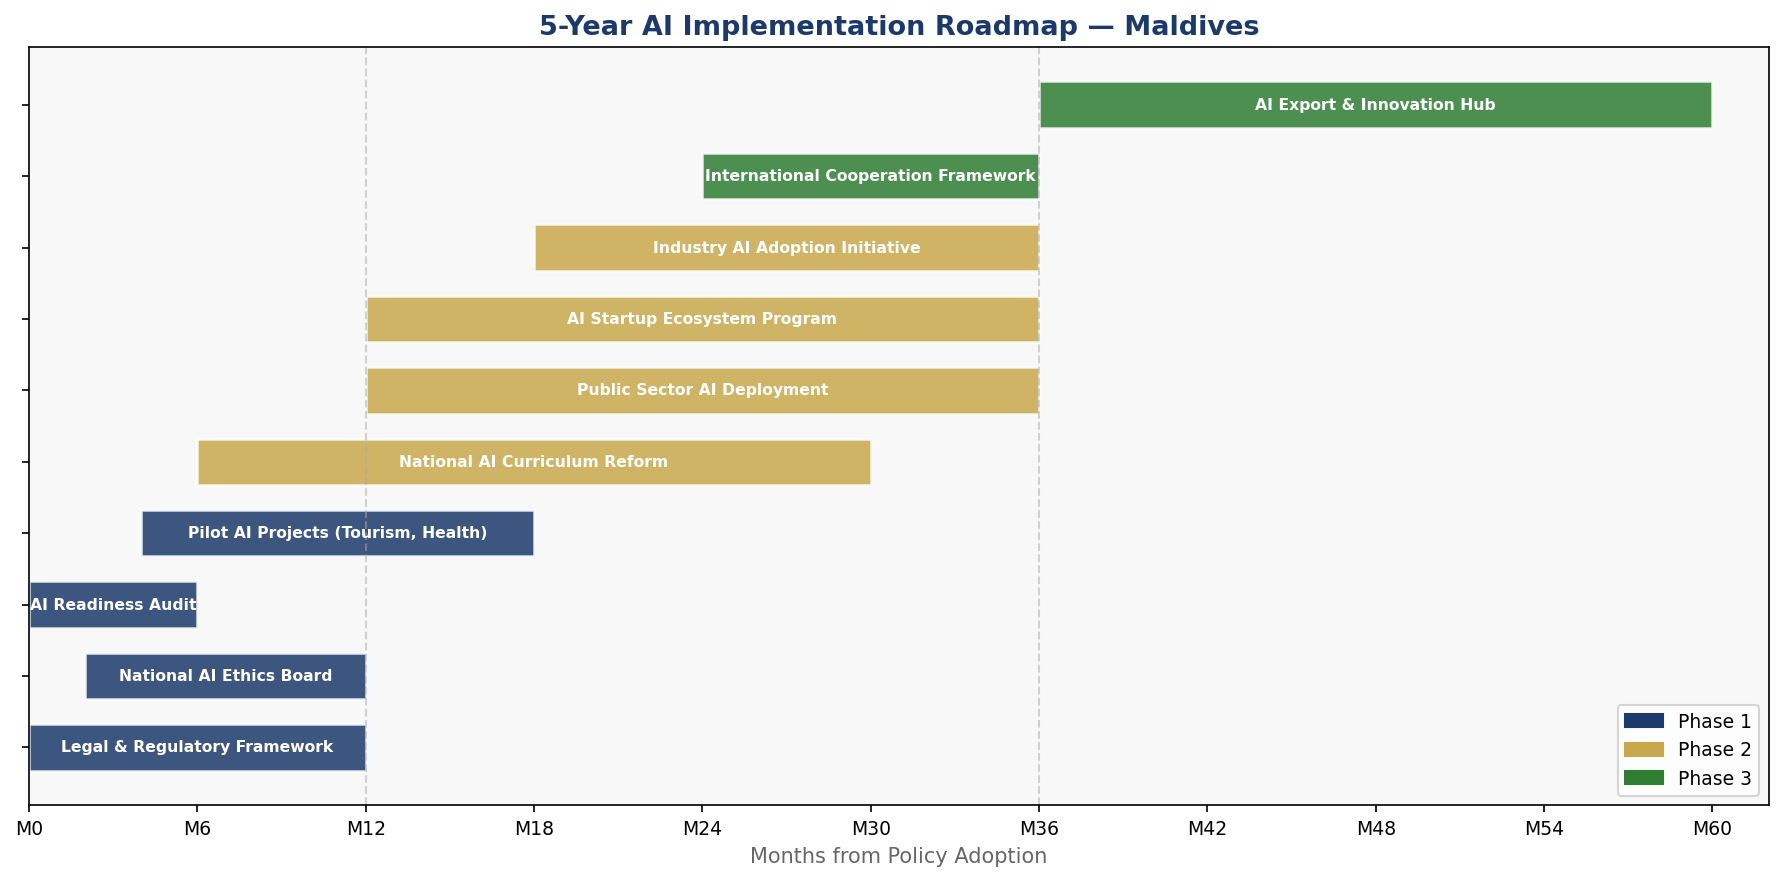 5-Year AI Implementation Roadmap — Maldives
AI Export & Innovation Hub
International Cooperation Framework
Industry AI Adoption Initiative
AI Startup Ecosystem Program
Public Sector AI Deployment
National AI Curriculum Reform
Pilot AI Projects (Tourism, Health)
AI Readiness Audit
National AI Ethics Board
Legal & Regulatory Framework
Phase 1
Phase 2
Phase 3
M0 M6 M12 M18 M24 M30 M36 M42 M48 M54 M60
Months from Policy Adoption